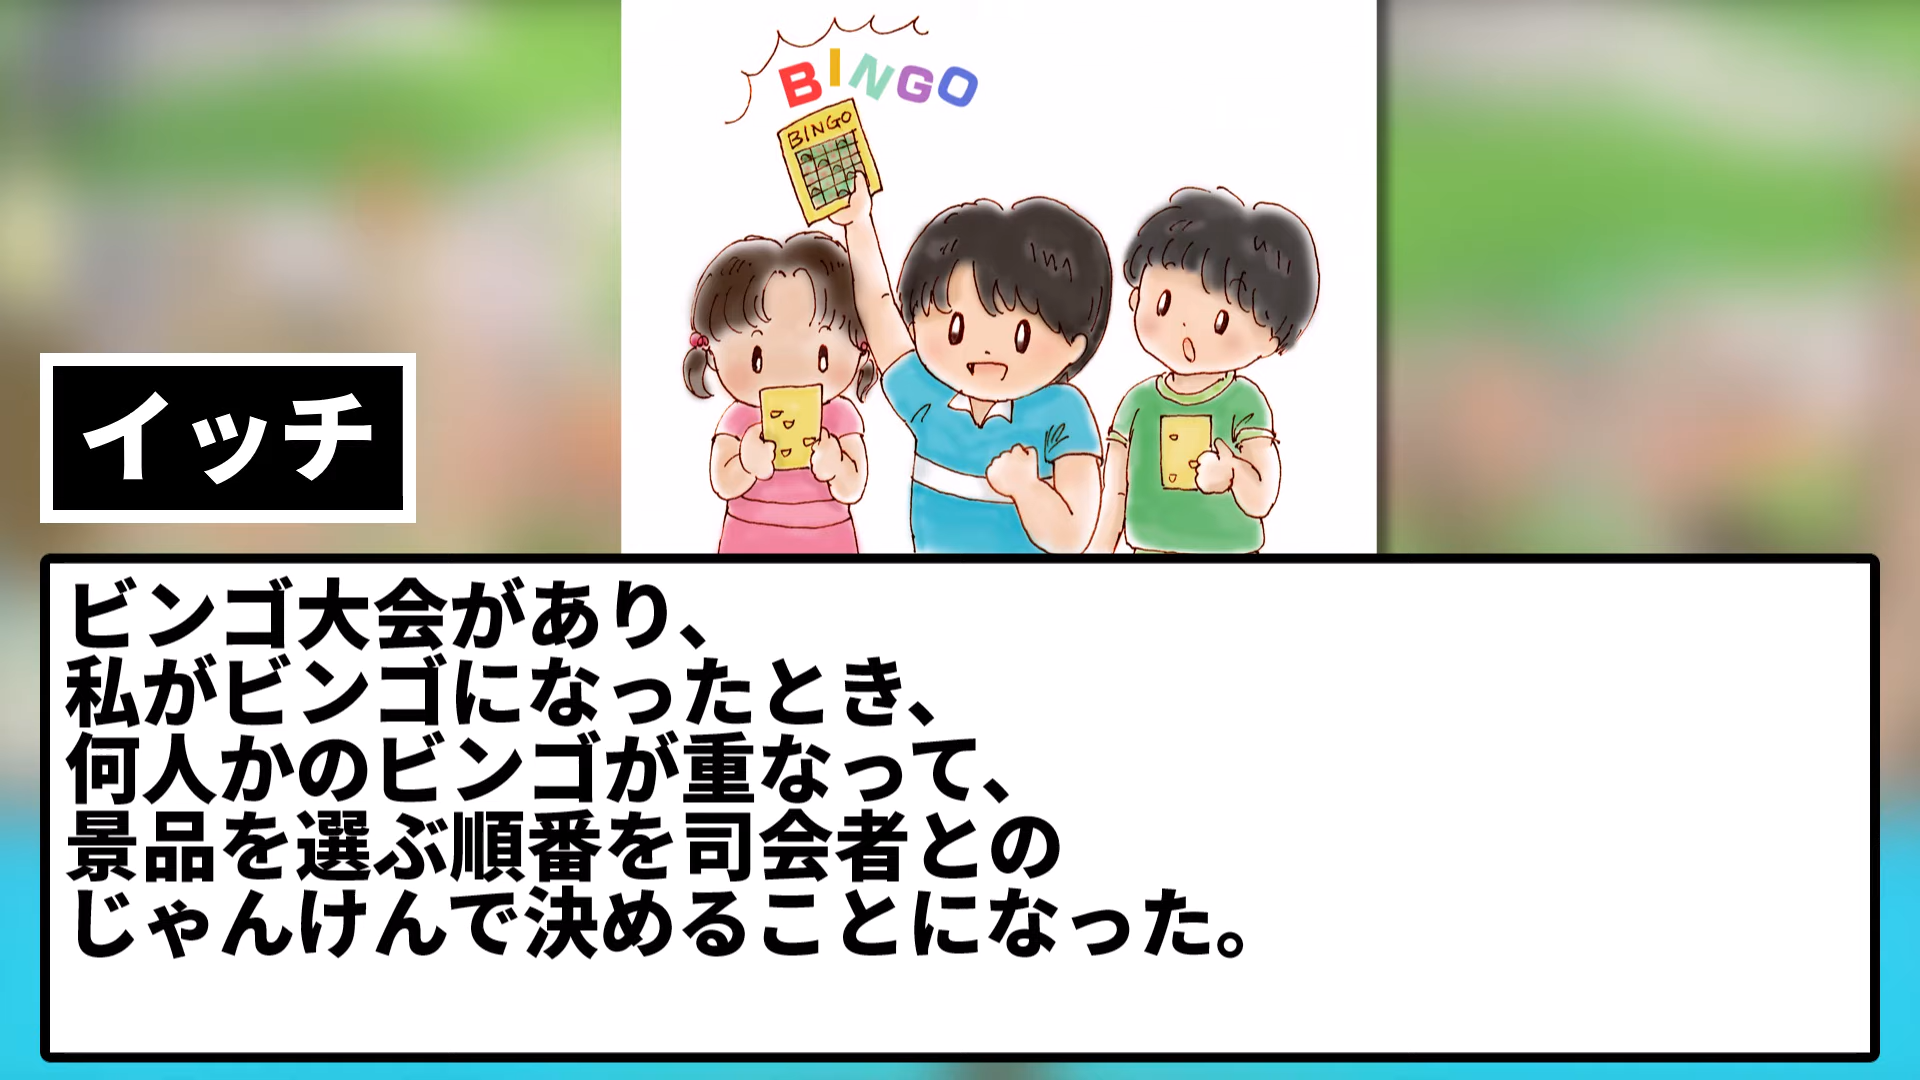 BINGO
BINGO
イッチ
ビンゴ大会があり、
私がビンゴになったとき、
何人かのビンゴが重なって、
景品を選ぶ順番を司会者との
じゃんけんで決めることになった。